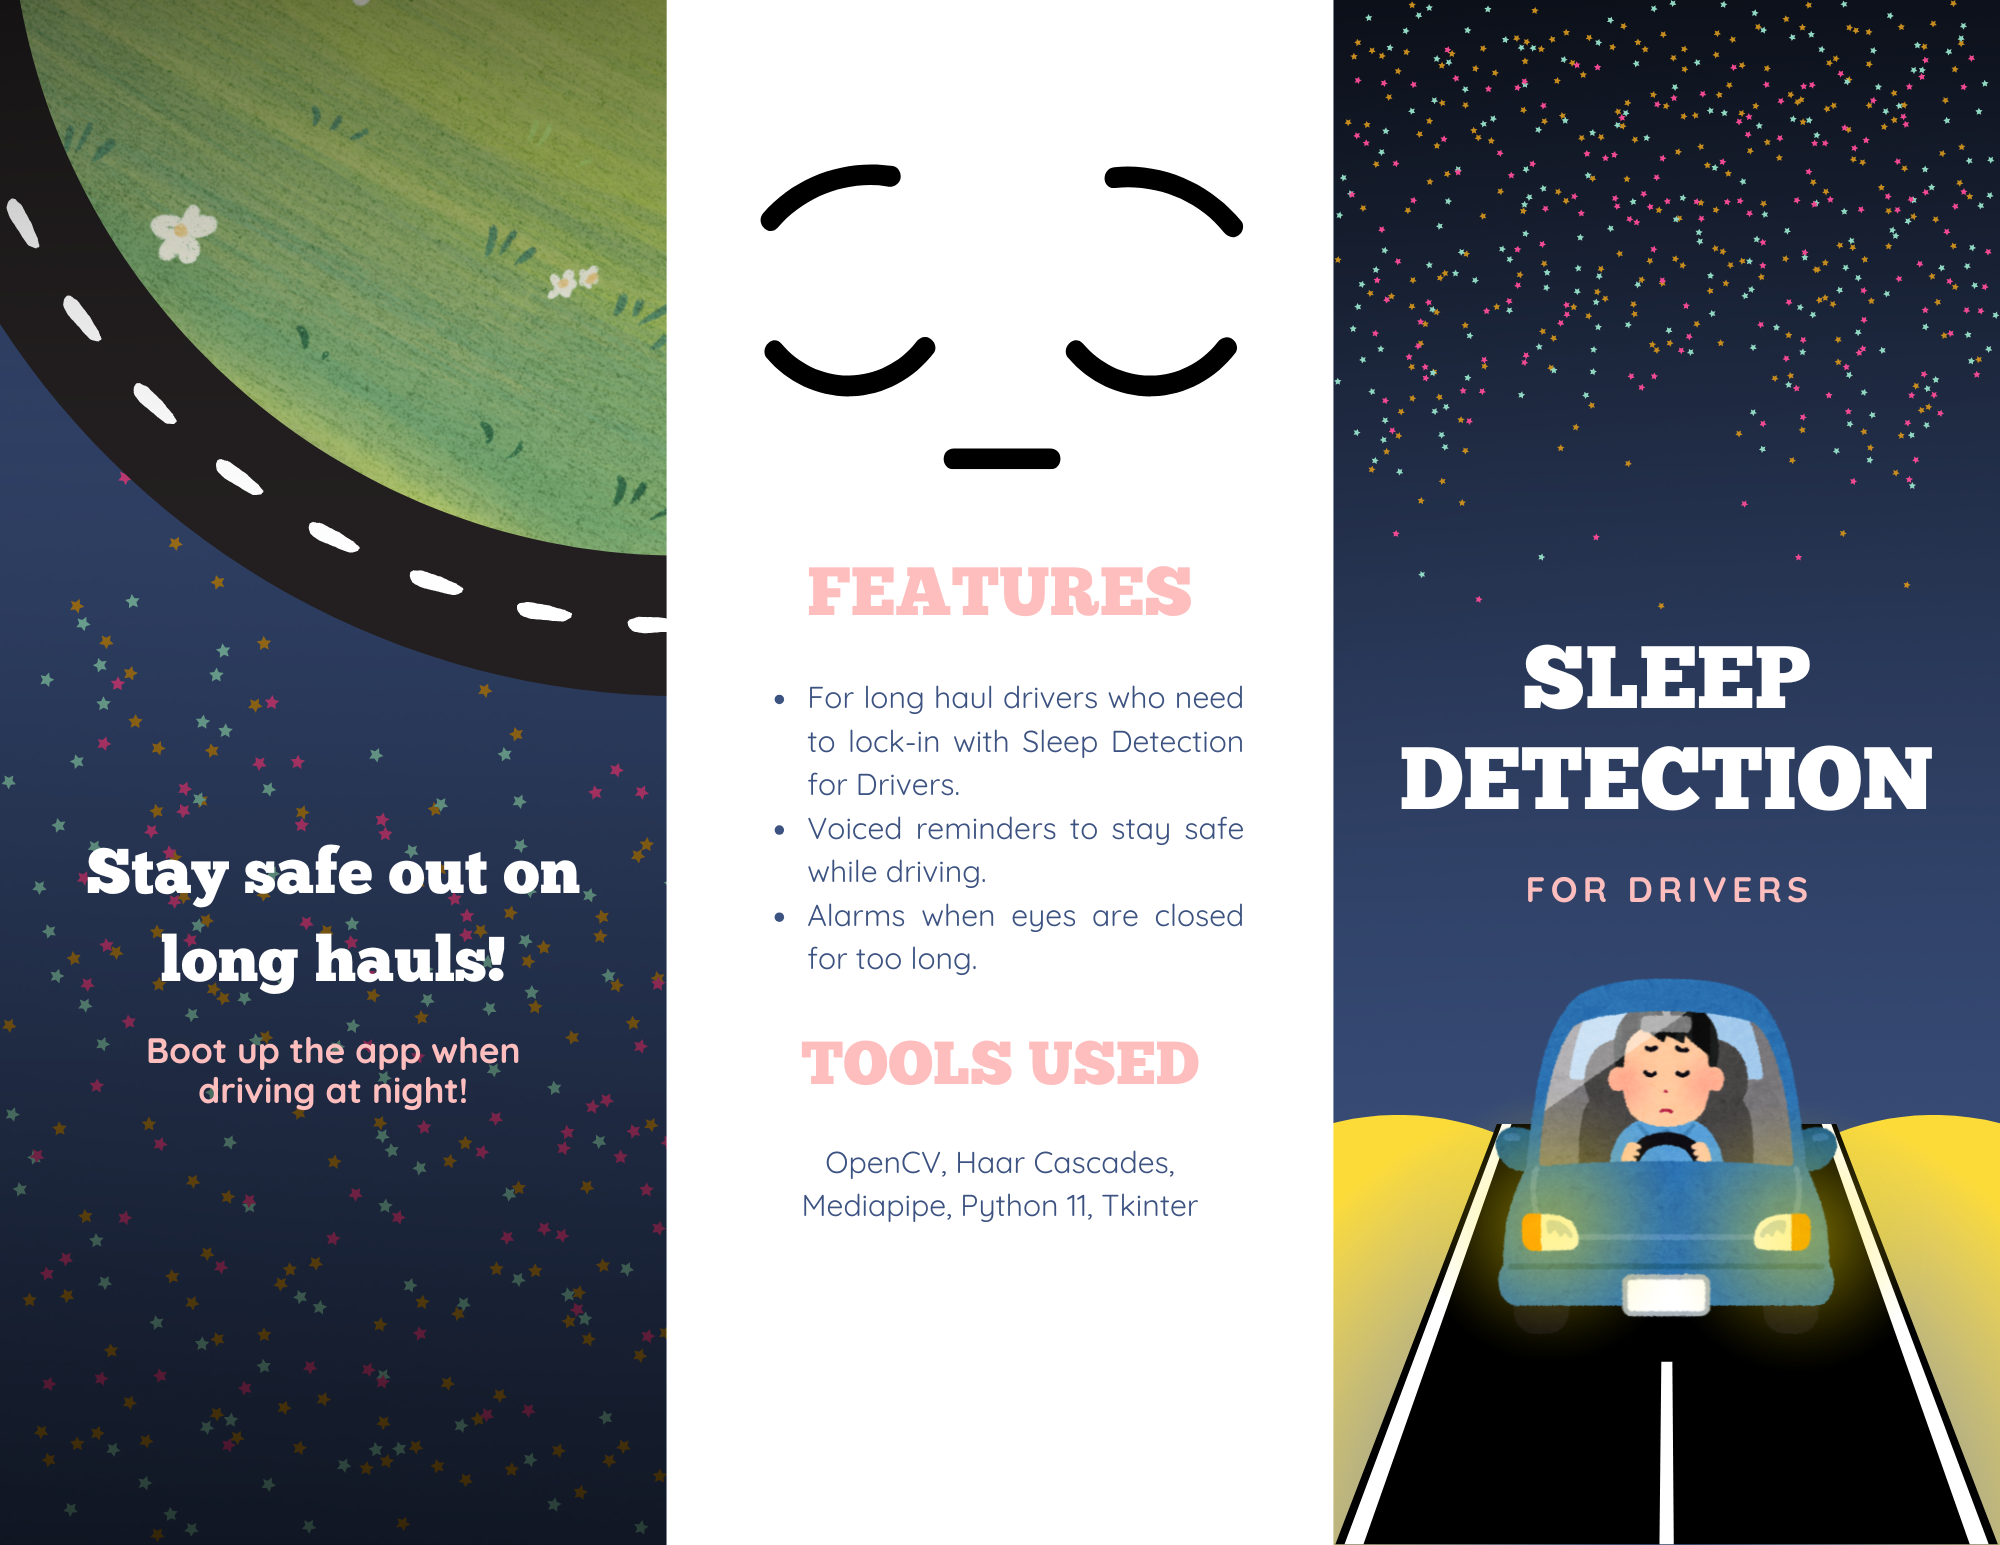 Stay safe out on
long hauls!
Boot up the app when
driving at night!
FEATURES
• For long haul drivers who need
to lock-in with Sleep Detection
for Drivers.
• Voiced reminders to stay safe
while driving.
• Alarms when eyes are closed
for too long.
TOOLS USED
OpenCV, Haar Cascades,
Mediapipe, Python 11, Tkinter
SLEEP
DETECTION
FOR DRIVERS